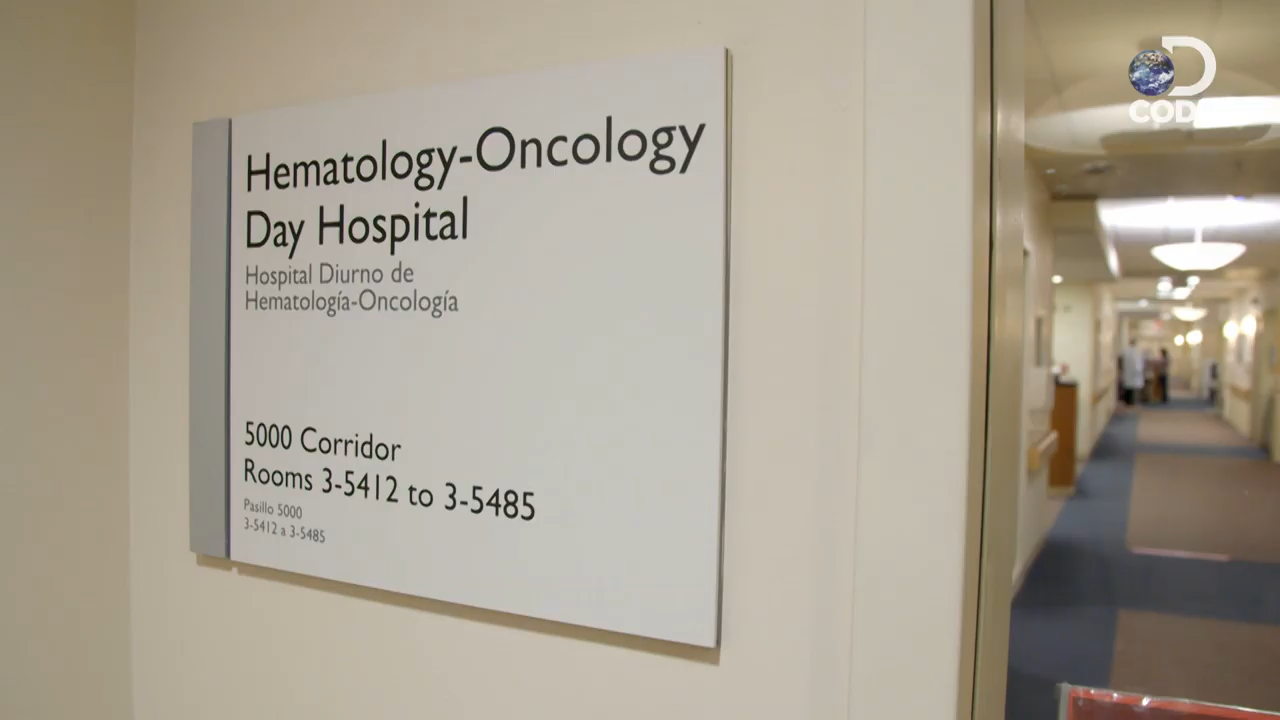 Hematology-Oncology
Day Hospital
Hospital Diurno de
Hematología-Oncología
5000 Corridor
Rooms 3-5412 to 3-5485
Pasillo 5000
3-5412 a 3-5485